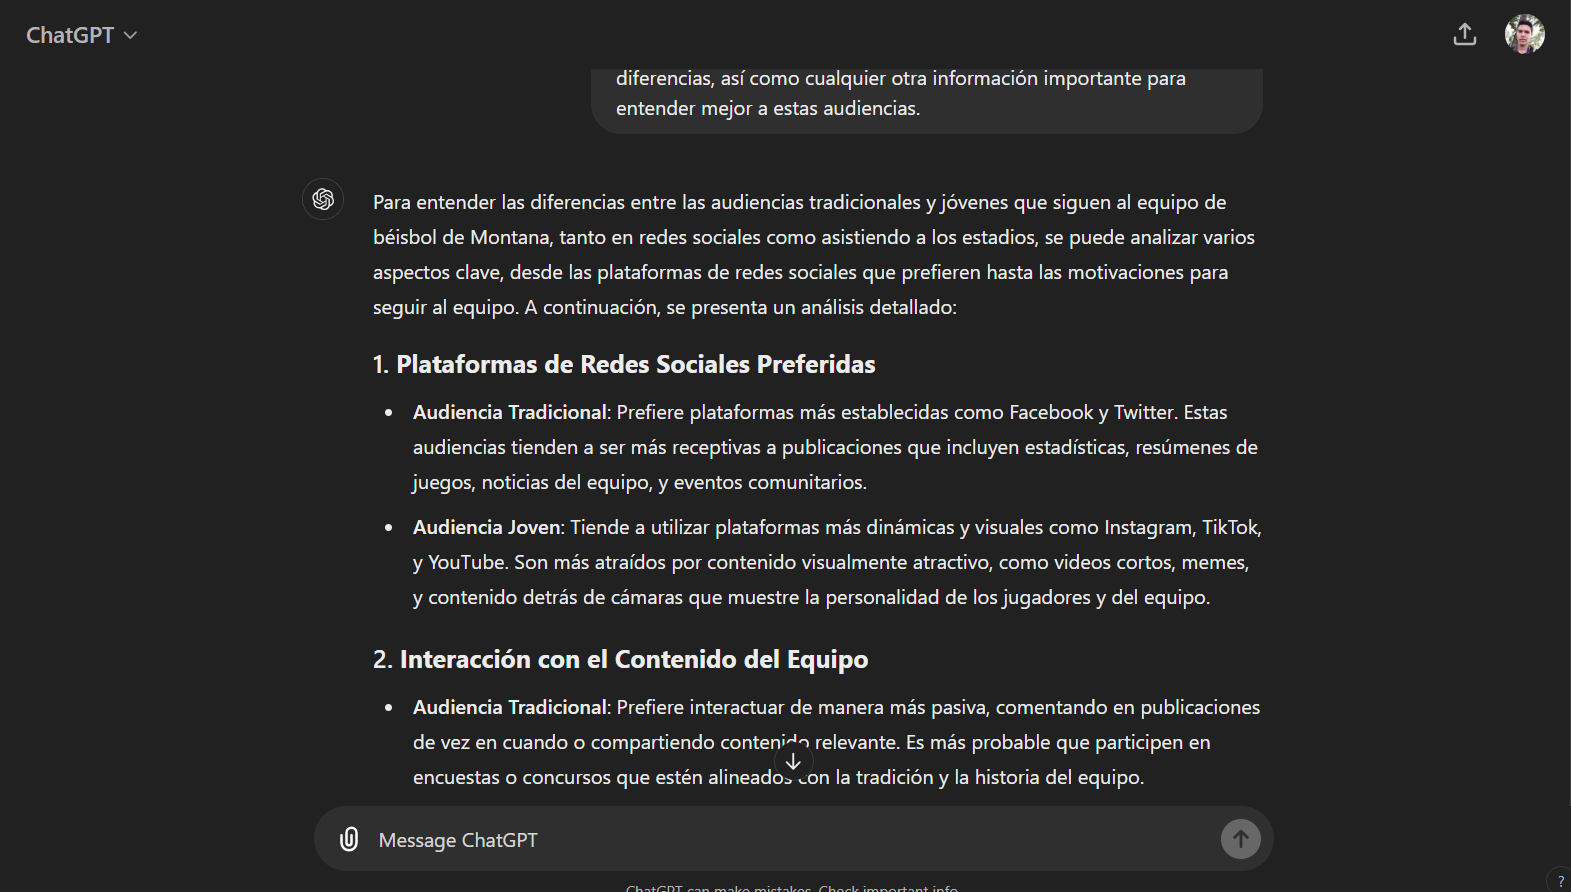 ChatGPT
diferencias, así como cualquier otra información importante para
entender mejor a estas audiencias.
Para entender las diferencias entre las audiencias tradicionales y jóvenes que siguen al equipo de
béisbol de Montana, tanto en redes sociales como asistiendo a los estadios, se puede analizar varios
aspectos clave, desde las plataformas de redes sociales que prefieren hasta las motivaciones para
seguir al equipo. A continuación, se presenta un análisis detallado:
1. Plataformas de Redes Sociales Preferidas
• Audiencia Tradicional: Prefiere plataformas más establecidas como Facebook y Twitter. Estas
audiencias tienden a ser más receptivas a publicaciones que incluyen estadísticas, resúmenes de
juegos, noticias del equipo, y eventos comunitarios.
• Audiencia Joven: Tiende a utilizar plataformas más dinámicas y visuales como Instagram, TikTok,
y YouTube. Son más atraídos por contenido visualmente atractivo, como videos cortos, memes,
y contenido detrás de cámaras que muestre la personalidad de los jugadores y del equipo.
2. Interacción con el Contenido del Equipo
• Audiencia Tradicional: Prefiere interactuar de manera más pasiva, comentando en publicaciones
de vez en cuando o compartiendo contenido relevante. Es más probable que participen en
encuestas o concursos que estén alineados con la tradición y la historia del equipo.
Message ChatGPT
ChatGPT can make mistakes. Check important info.
?